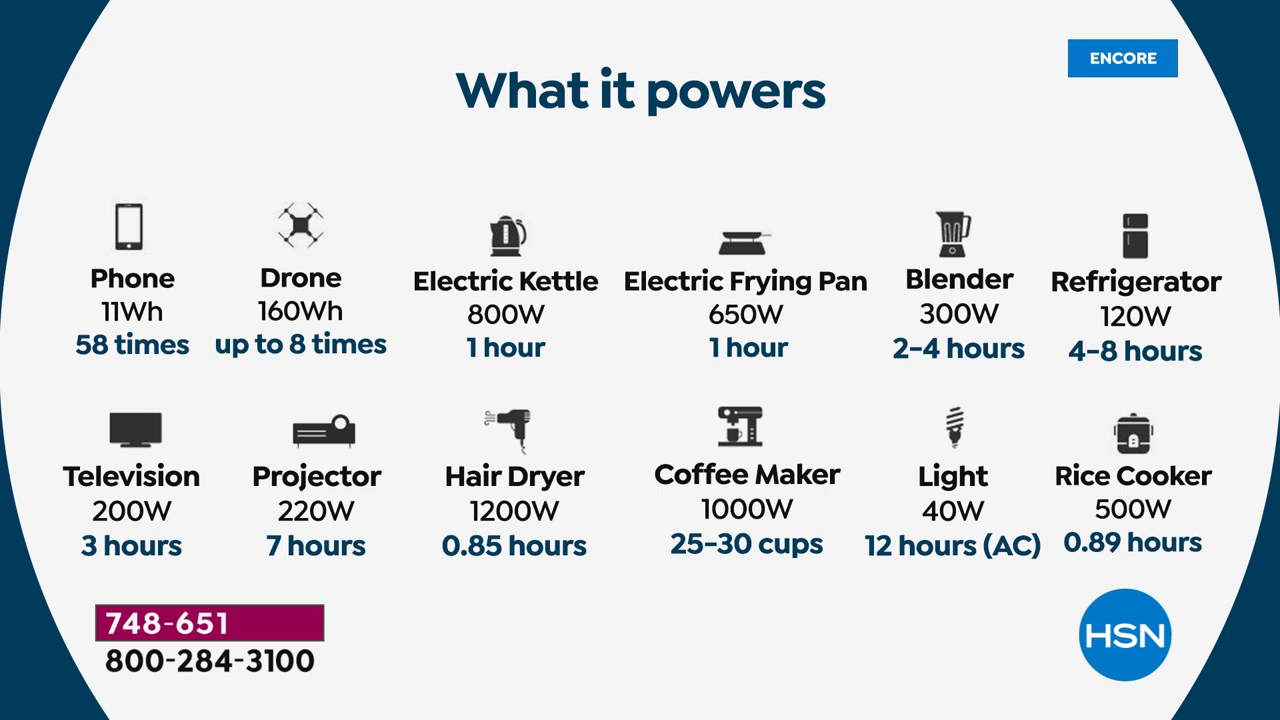 ENCORE
What it powers
Phone
11Wh
58 times
Drone
160Wh
up to 8 times
Electric Kettle
800W
1 hour
Electric Frying Pan
650W
1 hour
Blender
300W
2-4 hours
Refrigerator
120W
4-8 hours
Television
200W
3 hours
Projector
220W
7 hours
Hair Dryer
1200W
0.85 hours
Coffee Maker
1000W
25-30 cups
Light
40W
12 hours (AC)
Rice Cooker
500W
0.89 hours
748-651
800-284-3100
HSN